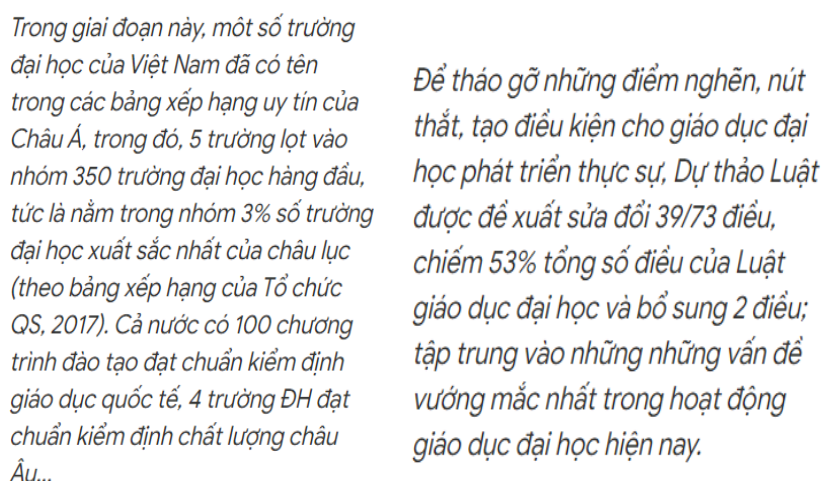 Trong giai đoạn này, môt số trường
đại học của Việt Nam đã có tên
trong các bảng xếp hạng uy tín của
Châu Á, trong đó, 5 trường lọt vào
nhóm 350 trường đại học hàng đầu,
tức là nằm trong nhóm 3% số trường
đại học xuất sắc nhất của châu lục
(theo bảng xếp hạng của Tổ chức
QS, 2017). Cả nước có 100 chương
trình đào tạo đạt chuẩn kiểm định
giáo dục quốc tế, 4 trường ĐH đạt
chuẩn kiểm định chất lượng châu
Âu...
Để tháo gỡ những điểm nghẽn, nút
thắt, tạo điều kiện cho giáo dục đại
học phát triển thực sự, Dự thảo Luật
được đề xuất sửa đổi 39/73 điều,
chiếm 53% tổng số điều của Luật
giáo dục đại học và bổ sung 2 điều;
tập trung vào những những vấn đề
vướng mắc nhất trong hoạt động
giáo dục đại học hiện nay.